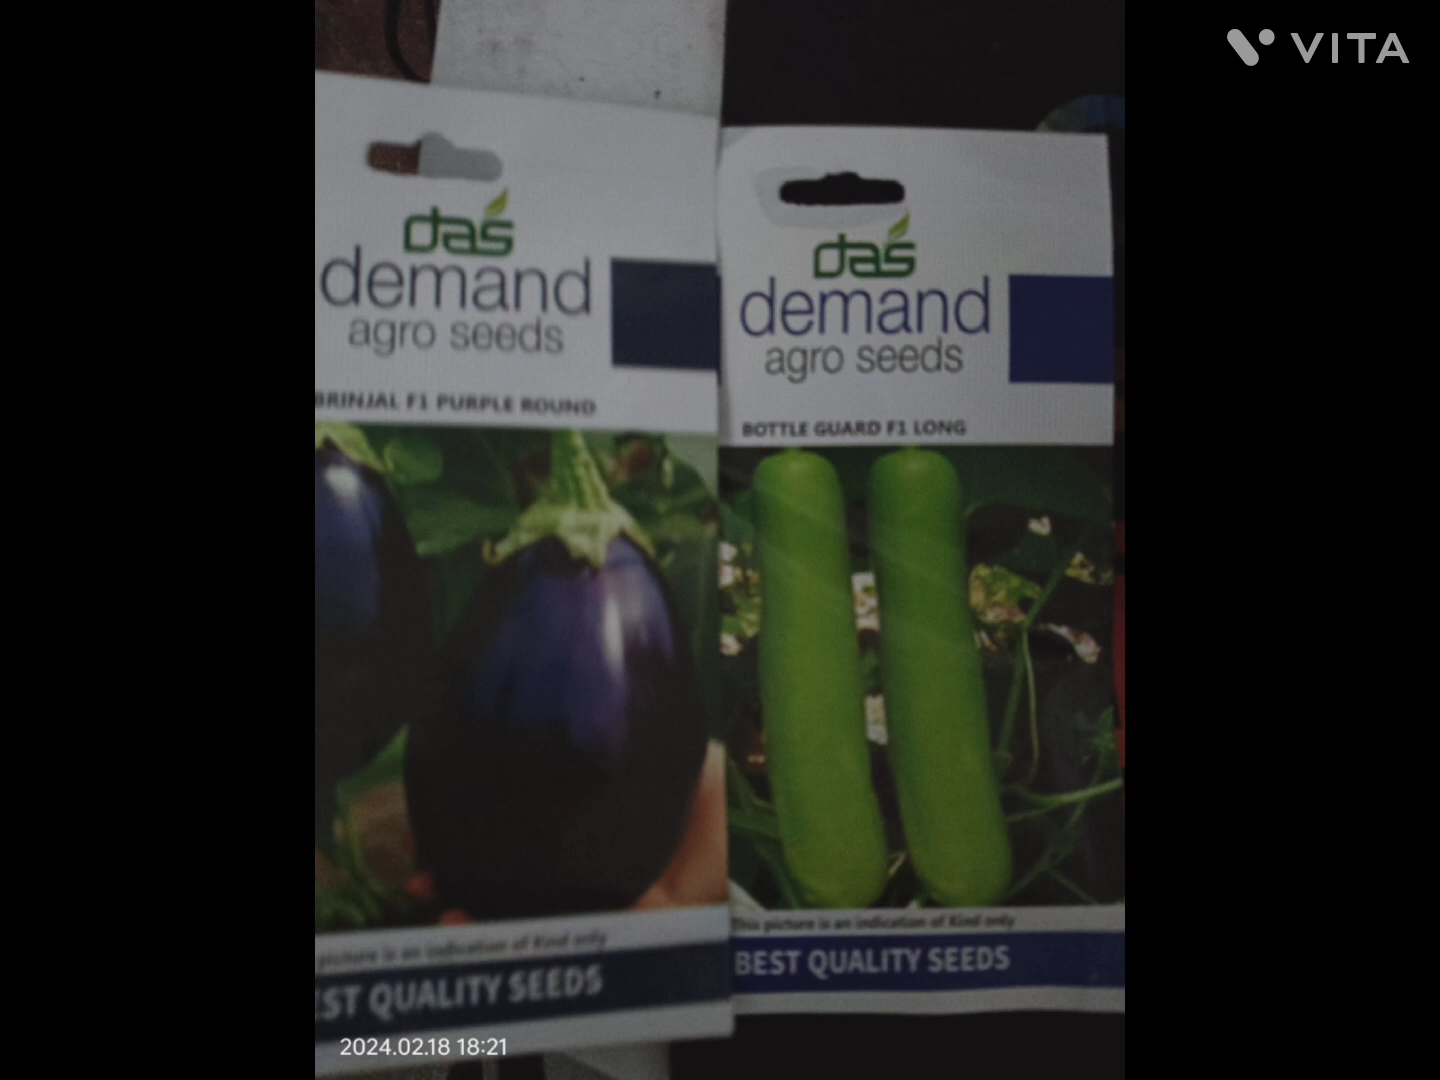 VITA
das
demand
agro seeds
BRINJAL F1 PURPLE ROUND
picture is an indication of Kind only
EST QUALITY SEEDS
das
demand
agro seeds
BOTTLE GUARD F1 LONG
This picture is an indication of Kind only
BEST QUALITY SEEDS
2024.02.18 18:21